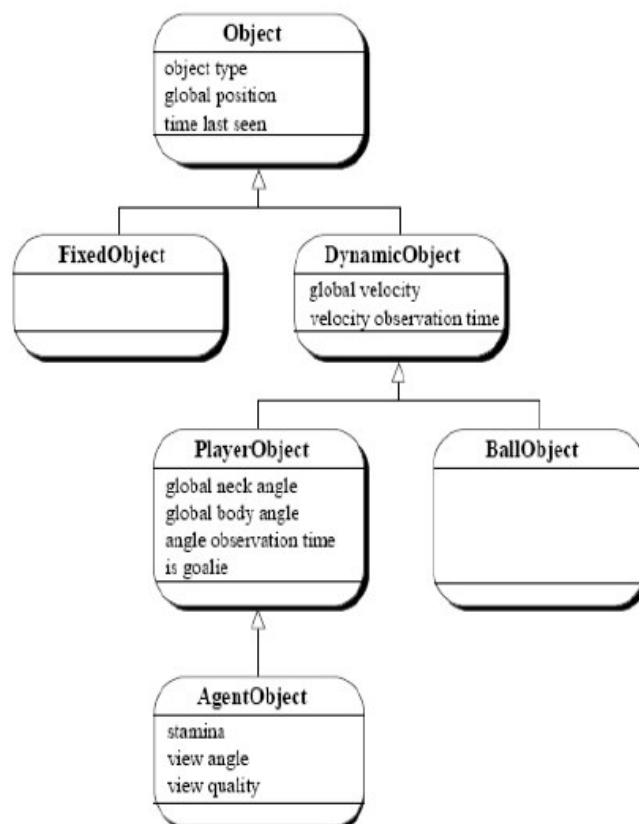 Object
object type
global position
time last seen
FixedObject
DynamicObject
global velocity
velocity observation time
PlayerObject
global neck angle
global body angle
angle observation time
is goalie
BallObject
AgentObject
stamina
view angle
view quality